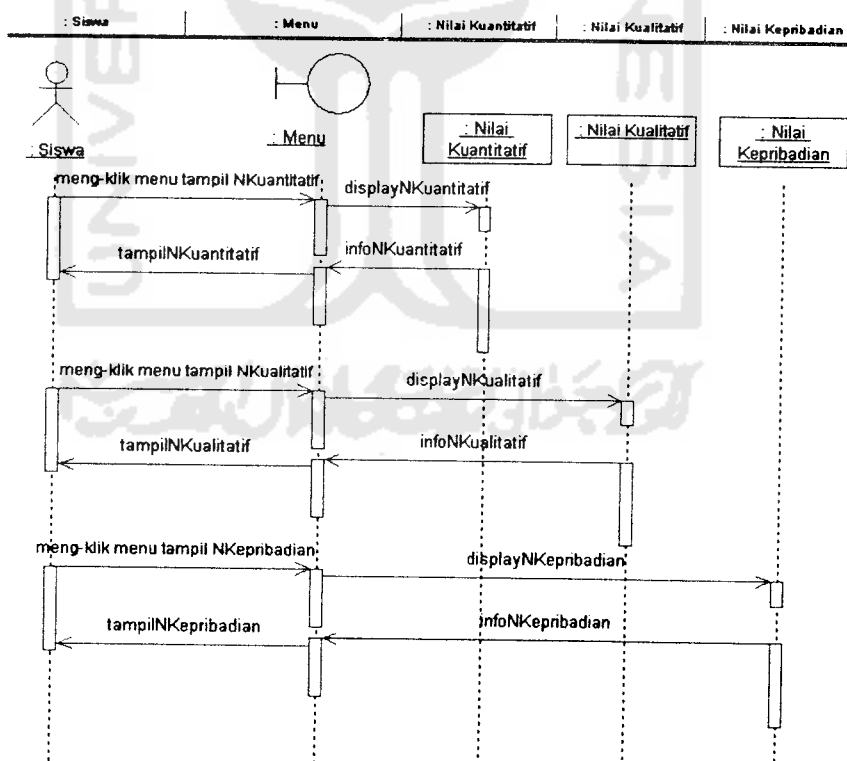 : Siswa
: Menu
: Nilai Kuantitatif
: Nilai Kualitatif
: Nilai Kepribadian
: Siswa
: Menu
: Nilai
Kuantitatif
: Nilai Kualitatif
: Nilai
Kepribadian
meng-klik menu tampil NKuantitatif
displayNKuantitatif
tampilNKuantitatif
infoNKuantitatif
meng-klik menu tampil NKualitatif
displayNKualitatif
tampilNKualitatif
infoNKualitatif
meng-klik menu tampil NKepribadian
displayNKepribadian
tampilNKepribadian
infoNKepribadian